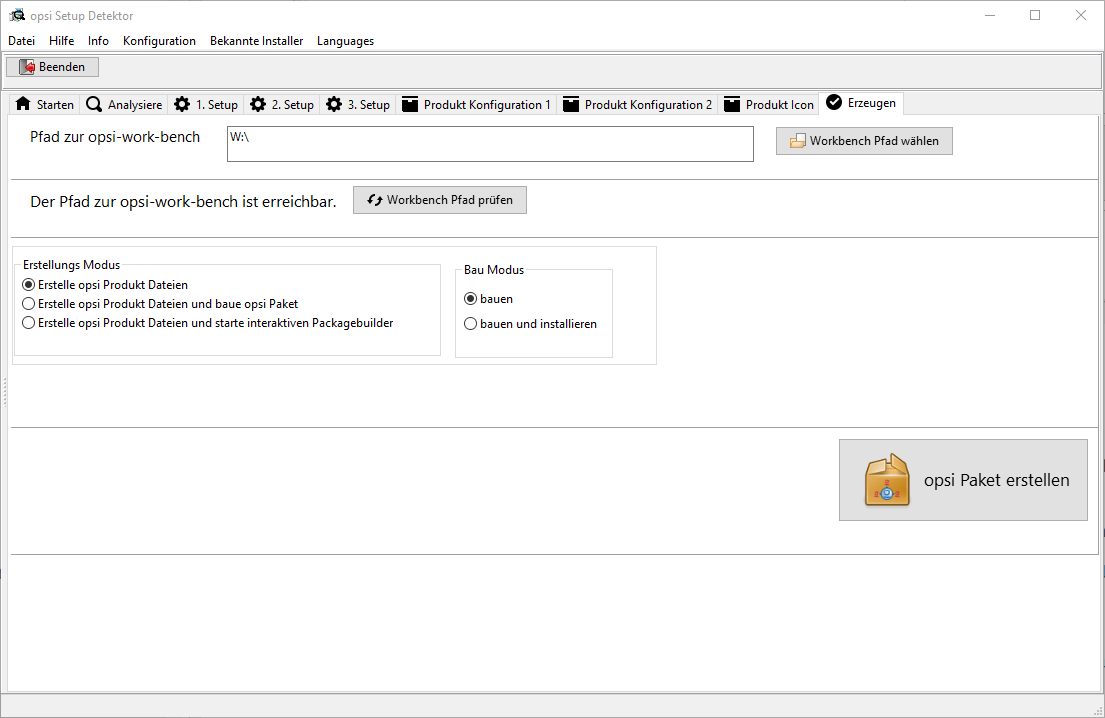 opsi Setup Detektor
Datei Hilfe Info Konfiguration Bekannte Installer Languages
Beenden
Starten Analysiere 1. Setup 2. Setup 3. Setup Produkt Konfiguration 1 Produkt Konfiguration 2 Produkt Icon Erzeugen
Pfad zur opsi-work-bench W:\ Workbench Pfad wählen
Der Pfad zur opsi-work-bench ist erreichbar. Workbench Pfad prüfen
Erstellungs Modus
Erstelle opsi Produkt Dateien
Erstelle opsi Produkt Dateien und baue opsi Paket
Erstelle opsi Produkt Dateien und starte interaktiven Packagebuilder
Bau Modus
bauen
bauen und installieren
opsi Paket erstellen